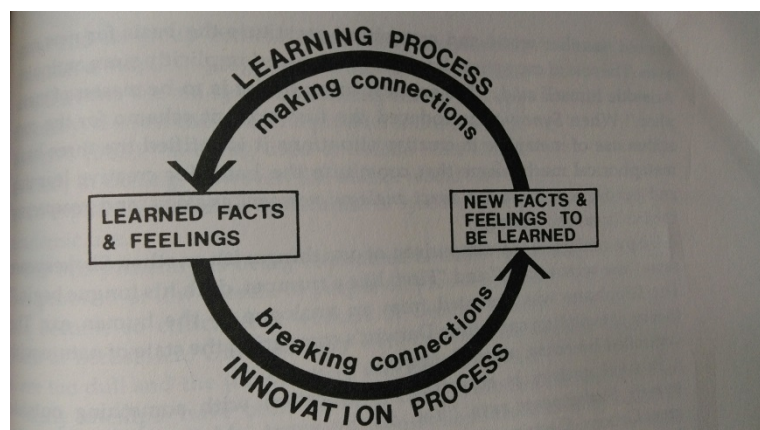 LEARNING PROCESS
making connections
LEARNED FACTS
& FEELINGS
NEW FACTS &
FEELINGS TO
BE LEARNED
breaking connections
INNOVATION PROCESS